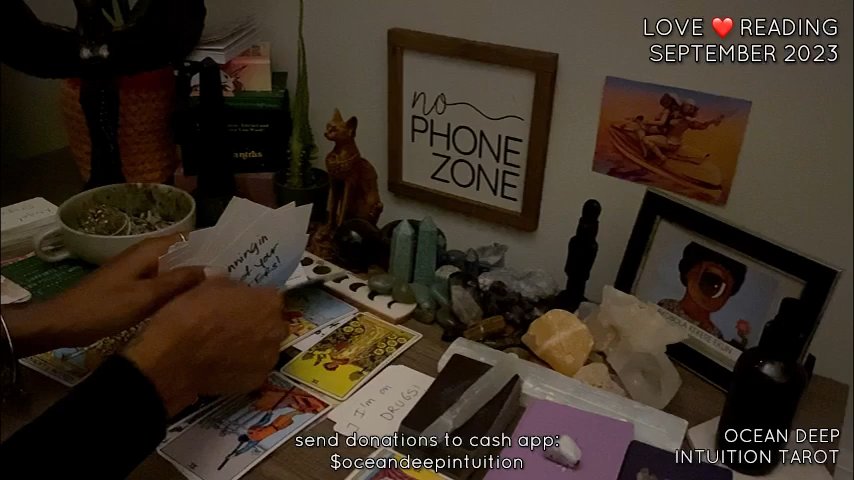 LOVE ❤️ READING
SEPTEMBER 2023
no
PHONE
ZONE
I'm on
DRUGS!
send donations to cash app:
$oceandeepintuition
OCEAN DEEP
INTUITION TAROT